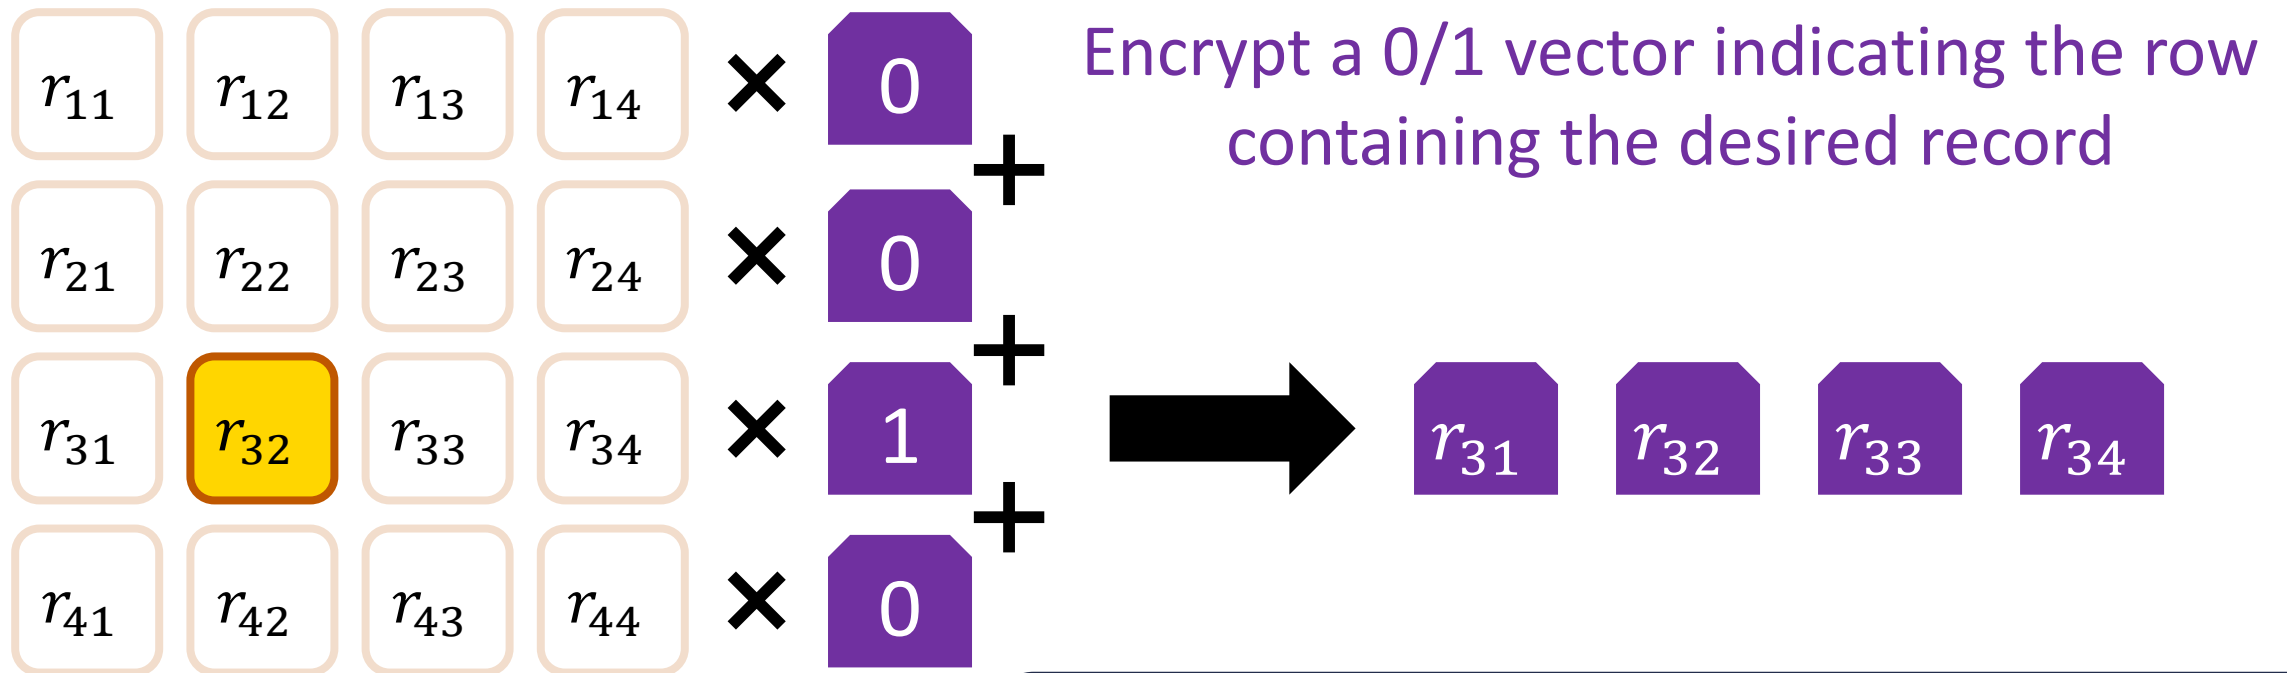 r₁₁ r₁₂ r₁₃ r₁₄ × 0
Encrypt a 0/1 vector indicating the row
containing the desired record
+
r₂₁ r₂₂ r₂₃ r₂₄ × 0
+
r₃₁ r₃₂ r₃₃ r₃₄ × 1 r₃₁ r₃₂ r₃₃ r₃₄
+
r₄₁ r₄₂ r₄₃ r₄₄ × 0